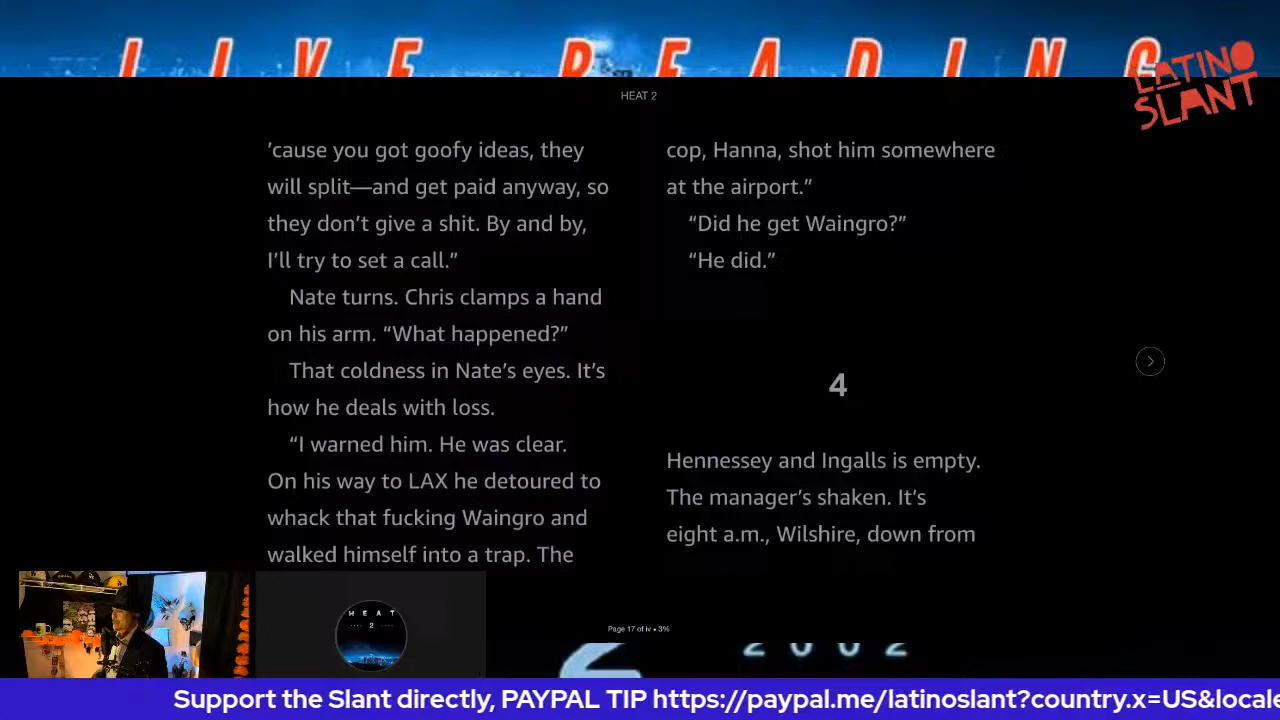 LIVE READING
LATINO
SLANT
HEAT 2
’cause you got goofy ideas, they
will split—and get paid anyway, so
they don’t give a shit. By and by,
I’ll try to set a call.”
Nate turns. Chris clamps a hand
on his arm. “What happened?”
That coldness in Nate’s eyes. It’s
how he deals with loss.
“I warned him. He was clear.
On his way to LAX he detoured to
whack that fucking Waingro and
walked himself into a trap. The
cop, Hanna, shot him somewhere
at the airport.”
“Did he get Waingro?”
“He did.”
4
Hennessey and Ingalls is empty.
The manager’s shaken. It’s
eight a.m., Wilshire, down from
HEAT
2
Page 17 of iv • 3%
2002
Support the Slant directly, PAYPAL TIP https://paypal.me/latinoslant?country.x=US&locale